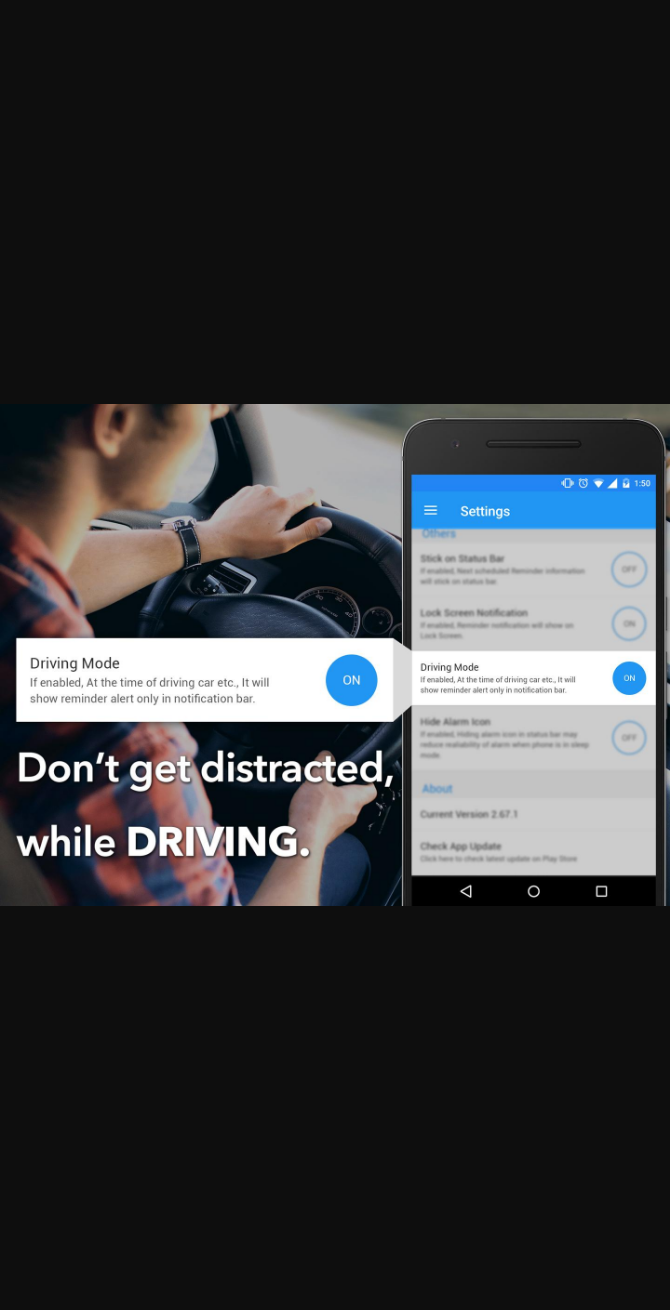 Driving Mode
If enabled, At the time of driving car etc., It will
show reminder alert only in notification bar.
ON
Don't get distracted,
while DRIVING.
1:50
Settings
Others
Stick on Status Bar
If enabled, Next scheduled Reminder information
will stick on status bar.
OFF
Lock Screen Notification
If enabled, Reminder notification will show on
Lock Screen.
ON
Driving Mode
If enabled, At the time of driving car etc., It will
show reminder alert only in notification bar.
ON
Hide Alarm Icon
If enabled, Hiding alarm icon in status bar may
reduce realiability of alarm when phone is in sleep
mode.
OFF
About
Current Version 2.67.1
Check App Update
Click here to check latest update on Play Store